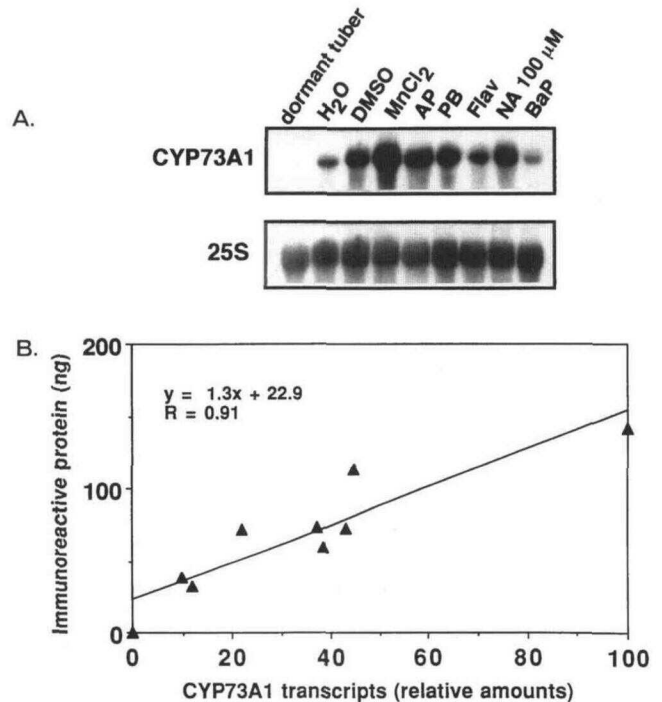 A.
dormant tuber
H2O
DMSO
MnCl2
AP
PB
Flav
NA 100 µM
BaP
CYP73A1
25S
B.
Immunoreactive protein (ng)
200
100
0
y = 1.3x + 22.9
R = 0.91
0 20 40 60 80 100
CYP73A1 transcripts (relative amounts)